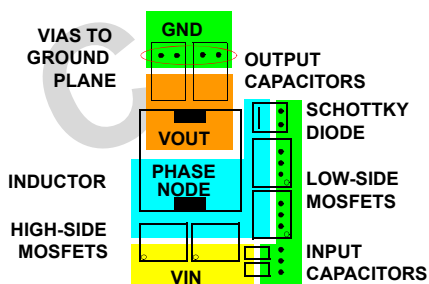 VIAS TO
GROUND
PLANE
GND
OUTPUT
CAPACITORS
VOUT
SCHOTTKY
DIODE
INDUCTOR
PHASE
NODE
LOW-SIDE
MOSFETS
HIGH-SIDE
MOSFETS
VIN
INPUT
CAPACITORS